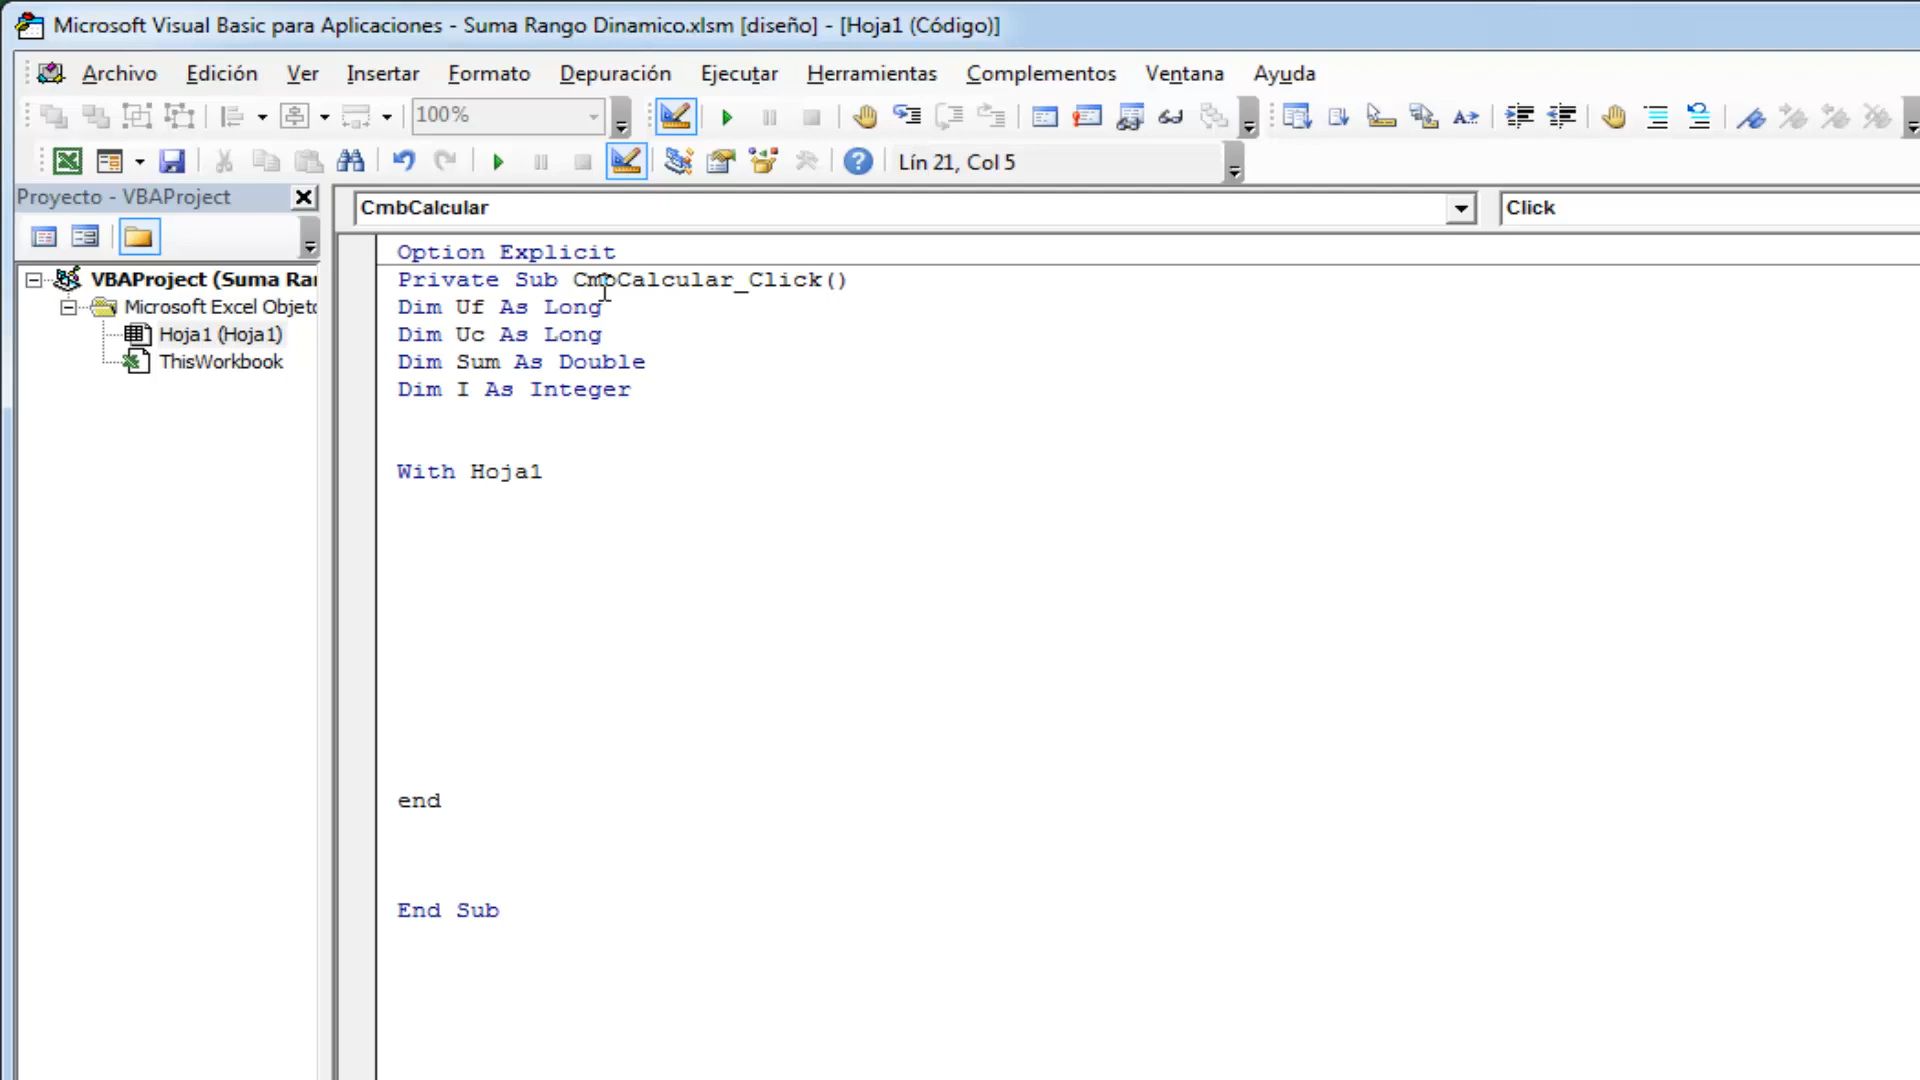 Microsoft Visual Basic para Aplicaciones - Suma Rango Dinamico.xlsm [diseño] - [Hoja1 (Código)]
Archivo Edición Ver Insertar Formato Depuración Ejecutar Herramientas Complementos Ventana Ayuda
100%
Lín 21, Col 5
Proyecto - VBAProject
CmbCalcular
Click
VBAProject (Suma Ra
Microsoft Excel Objeto
Hoja1 (Hoja1)
ThisWorkbook
Option Explicit
Private Sub CmbCalcular_Click()
Dim Uf As Long
Dim Uc As Long
Dim Sum As Double
Dim I As Integer
With Hoja1
end
End Sub